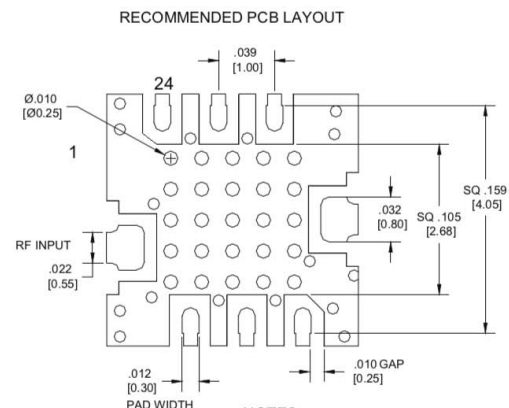 RECOMMENDED PCB LAYOUT
.039
[1.00]
24
Ø.010
[Ø0.25]
1
SQ .159
[4.05]
.032
[0.80]
SQ .105
[2.68]
RF INPUT
.022
[0.55]
.012
[0.30]
PAD WIDTH
.010 GAP
[0.25]